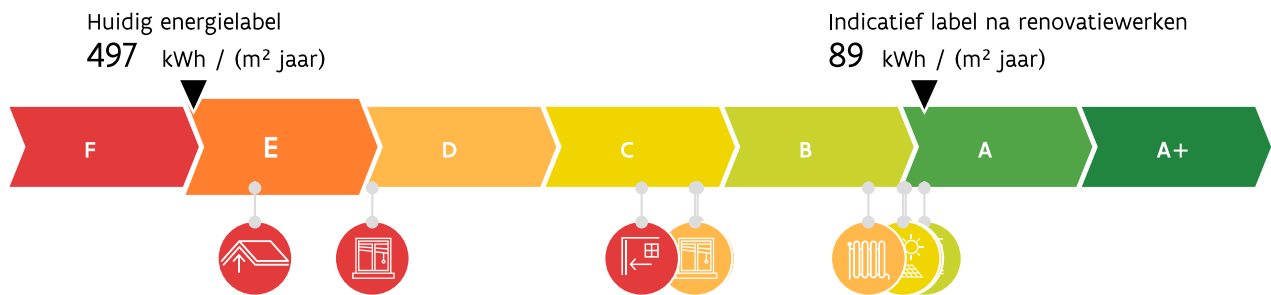 Huidig energielabel
497 kWh / (m² jaar)
Indicatief label na renovatiewerken
89 kWh / (m² jaar)
F E D C B A A+